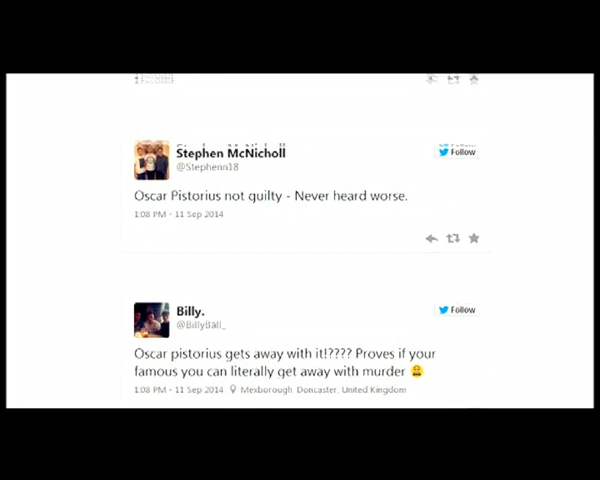 Stephen McNicholl
Follow
@Stephenn18
Oscar Pistorius not guilty - Never heard worse.
1:08 PM - 11 Sep 2014
Billy.
Follow
@BillyBall_
Oscar pistorius gets away with it!???? Proves if your
famous you can literally get away with murder 😩
1:08 PM - 11 Sep 2014 Mexborough, Doncaster, United Kingdom